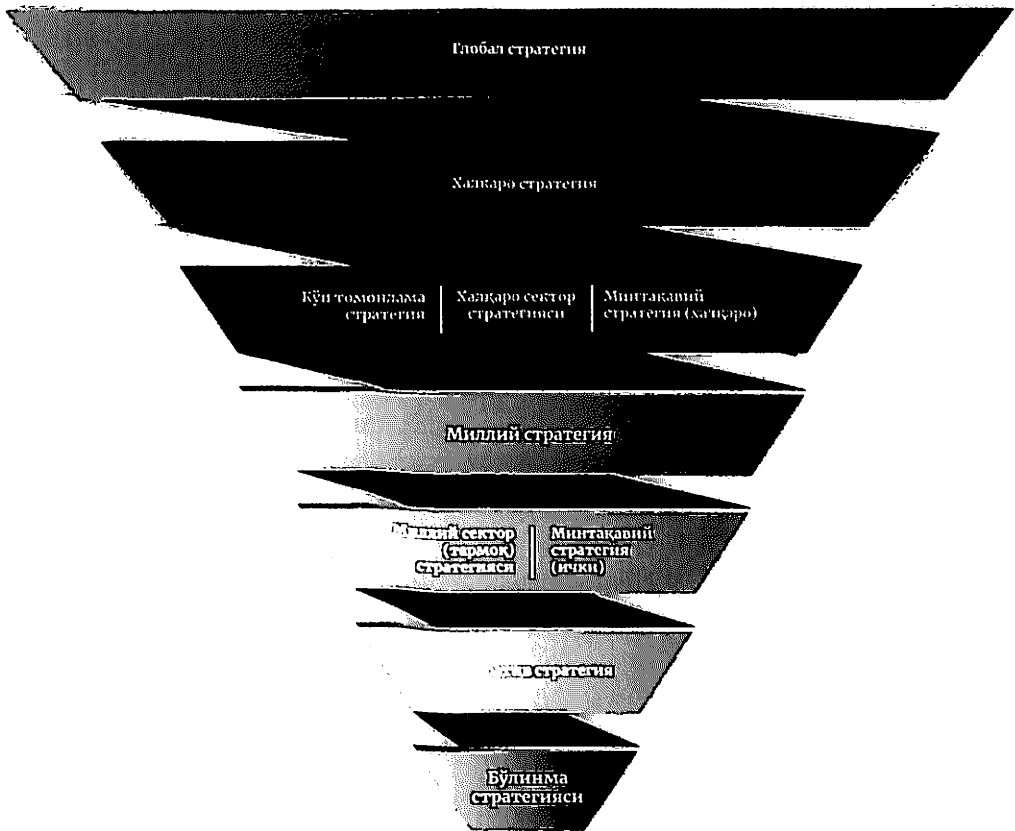 Глобал стратегия
Халқаро стратегия
Кўп томонлама
стратегия
Халқаро сектор
стратегияси
Минтақавий
стратегия (халқаро)
Миллий стратегия
Миллий сектор
(тармоқ)
стратегияси
Минтақавий
стратегия
(ички)
стратегия
Бўлинма
стратегияси